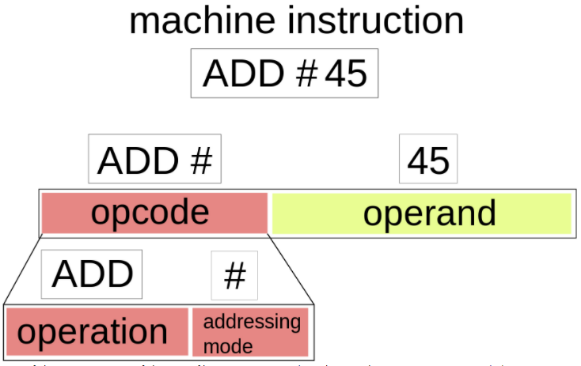 machine instruction
ADD # 45
ADD # 45
opcode operand
ADD #
operation addressing
mode